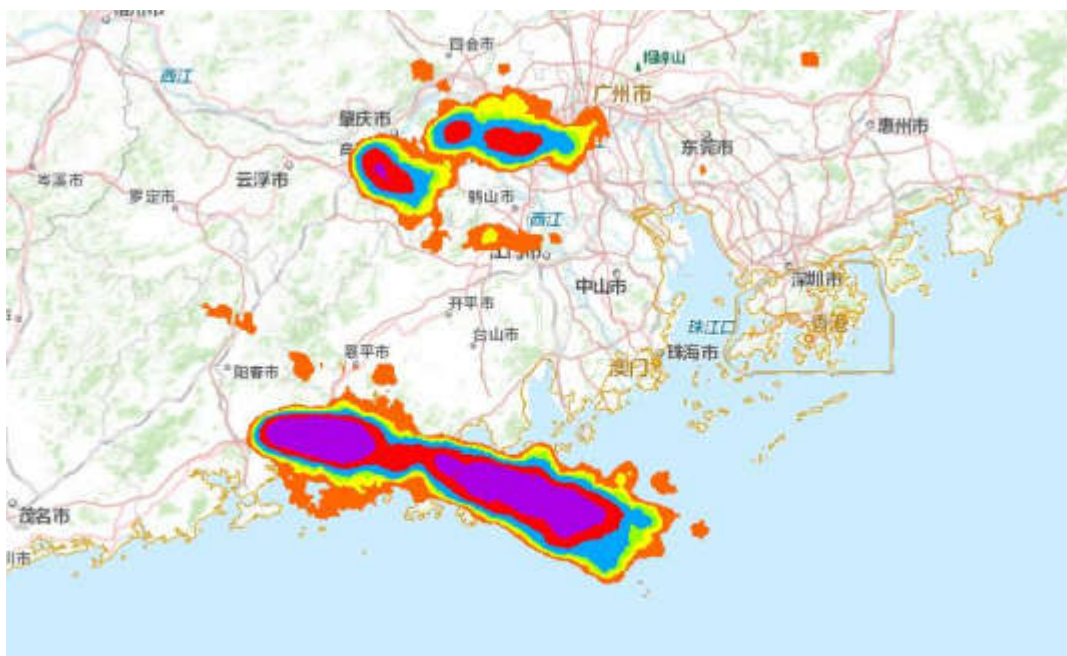 四会市
西江
广州市
肇庆市
惠州市
东莞市
岑溪市
云浮市
罗定市
鹤山市
西江
江门市
中山市
深圳市
开平市
香港
珠江口
台山市
恩平市
珠海市
澳门
阳春市
茂名市